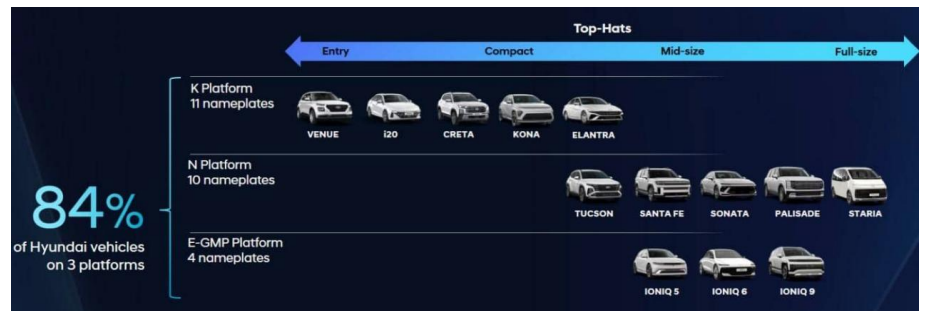 Top-Hats
Entry Compact Mid-size Full-size
K Platform
11 nameplates
VENUE i20 CRETA KONA ELANTRA
N Platform
10 nameplates
TUCSON SANTA FE SONATA PALISADE STARIA
84%
of Hyundai vehicles
on 3 platforms
E-GMP Platform
4 nameplates
IONIQ 5 IONIQ 6 IONIQ 9